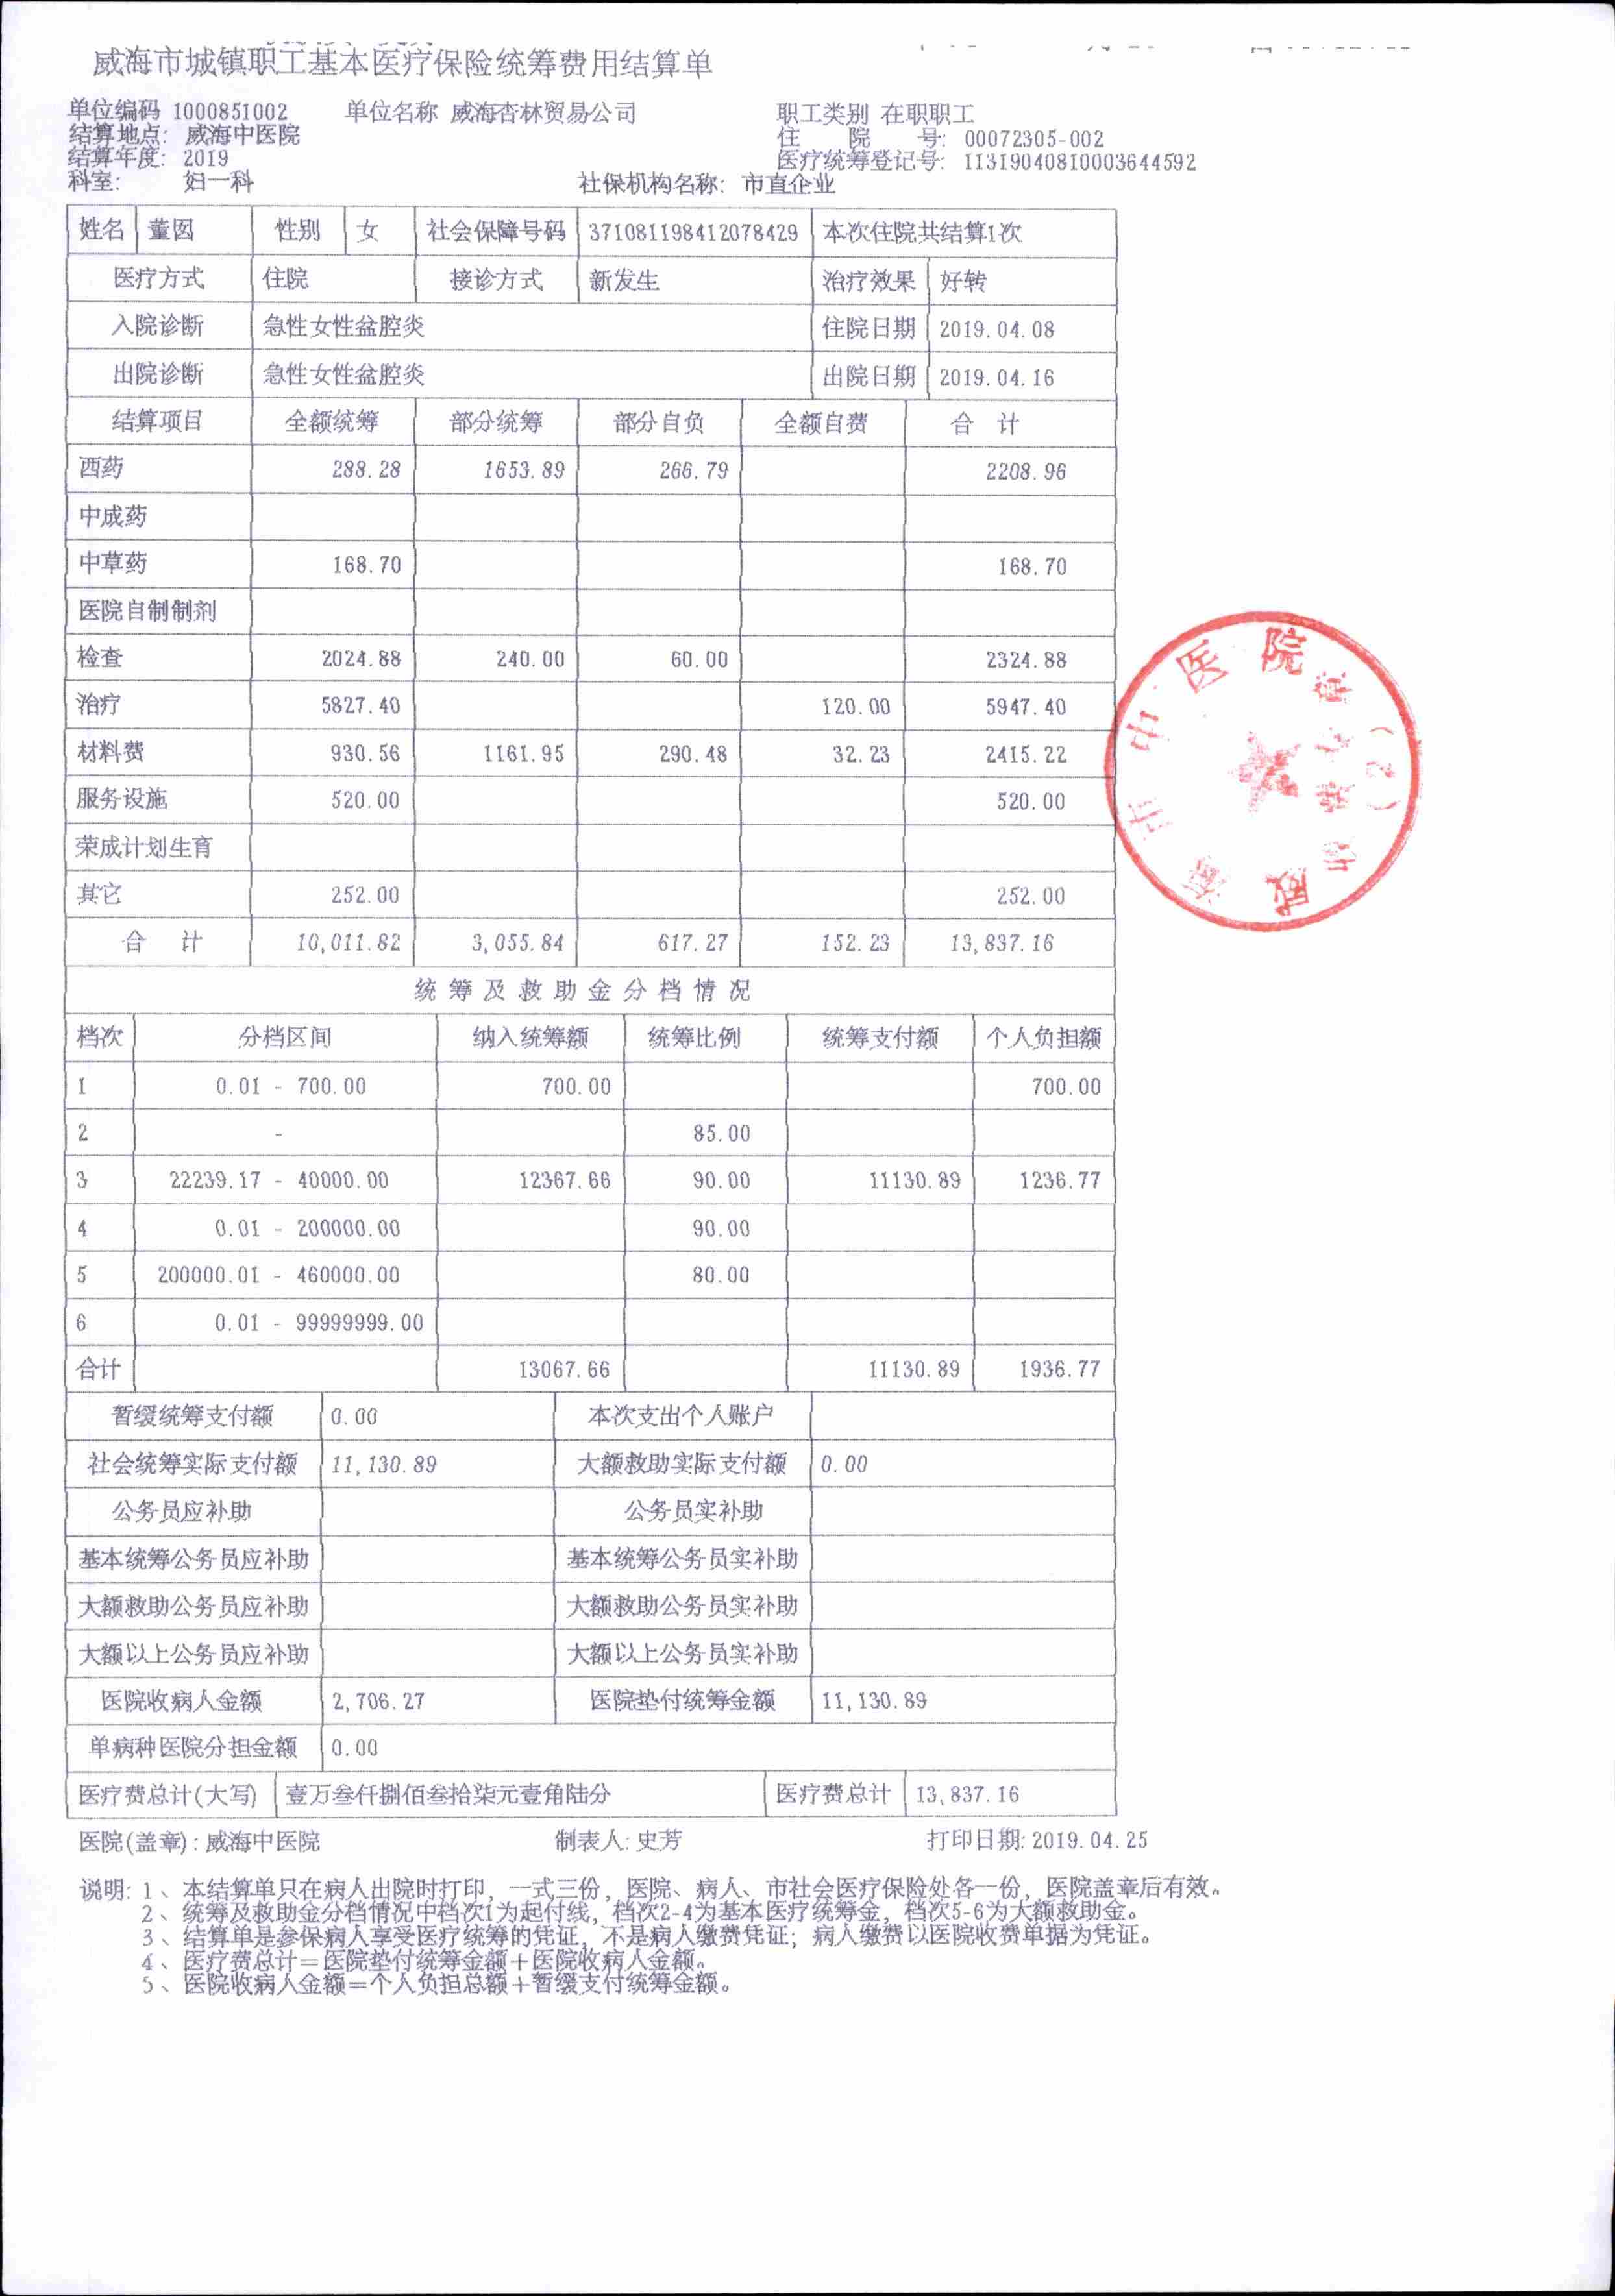 威海市城镇职工基本医疗保险统筹费用结算单
单位编码 1000851002 单位名称 威海杏林贸易公司 职工类别 在职职工
结算地点: 威海中医院 住 院 号: 00072305-002
结算年度: 2019 医疗统筹登记号: 11319040810003644592
科室: 妇一科 社保机构名称: 市直企业
姓名 董囡 性别 女 社会保障号码 371081198412078429 本次住院共结算1次
医疗方式 住院 接诊方式 新发生 治疗效果 好转
入院诊断 急性女性盆腔炎 住院日期 2019.04.08
出院诊断 急性女性盆腔炎 出院日期 2019.04.16
结算项目 全额统筹 部分统筹 部分自负 全额自费 合 计
西药 288.28 1653.89 266.79 2208.96
中成药
中草药 168.70 168.70
医院自制制剂
检查 2024.88 240.00 60.00 2324.88
治疗 5827.40 120.00 5947.40
材料费 930.56 1161.95 290.48 32.23 2415.22
服务设施 520.00 520.00
荣成计划生育
其它 252.00 252.00
合 计 10,011.82 3,055.84 617.27 152.23 13,837.16
统筹及救助金分档情况
档次 分档区间 纳入统筹额 统筹比例 统筹支付额 个人负担额
1 0.01 - 700.00 700.00 700.00
2 - 85.00
3 22239.17 - 40000.00 12367.66 90.00 11130.89 1236.77
4 0.01 - 200000.00 90.00
5 200000.01 - 460000.00 80.00
6 0.01 - 99999999.00
合计 13067.66 11130.89 1936.77
暂缓统筹支付额 0.00 本次支出个人账户
社会统筹实际支付额 11,130.89 大额救助实际支付额 0.00
公务员应补助 公务员实补助
基本统筹公务员应补助 基本统筹公务员实补助
大额救助公务员应补助 大额救助公务员实补助
大额以上公务员应补助 大额以上公务员实补助
医院收病人金额 2,706.27 医院垫付统筹金额 11,130.89
单病种医院分担金额 0.00
医疗费总计(大写) 壹万叁仟捌佰叁拾柒元壹角陆分 医疗费总计 13,837.16
医院(盖章): 威海中医院 制表人: 史芳 打印日期: 2019.04.25
说明: 1、本结算单只在病人出院时打印，一式三份，医院、病人、市社会医疗保险处各一份，医院盖章后有效。
2、统筹及救助金分档情况中档次1为起付线，档次2-4为基本医疗统筹金，档次5-6为大额救助金。
3、结算单是参保病人享受医疗统筹的凭证，不是病人缴费凭证；病人缴费以医院收费单据为凭证。
4、医疗费总计＝医院垫付统筹金额＋医院收病人金额。
5、医院收病人金额＝个人负担总额＋暂缓支付统筹金额。
威海市中医院